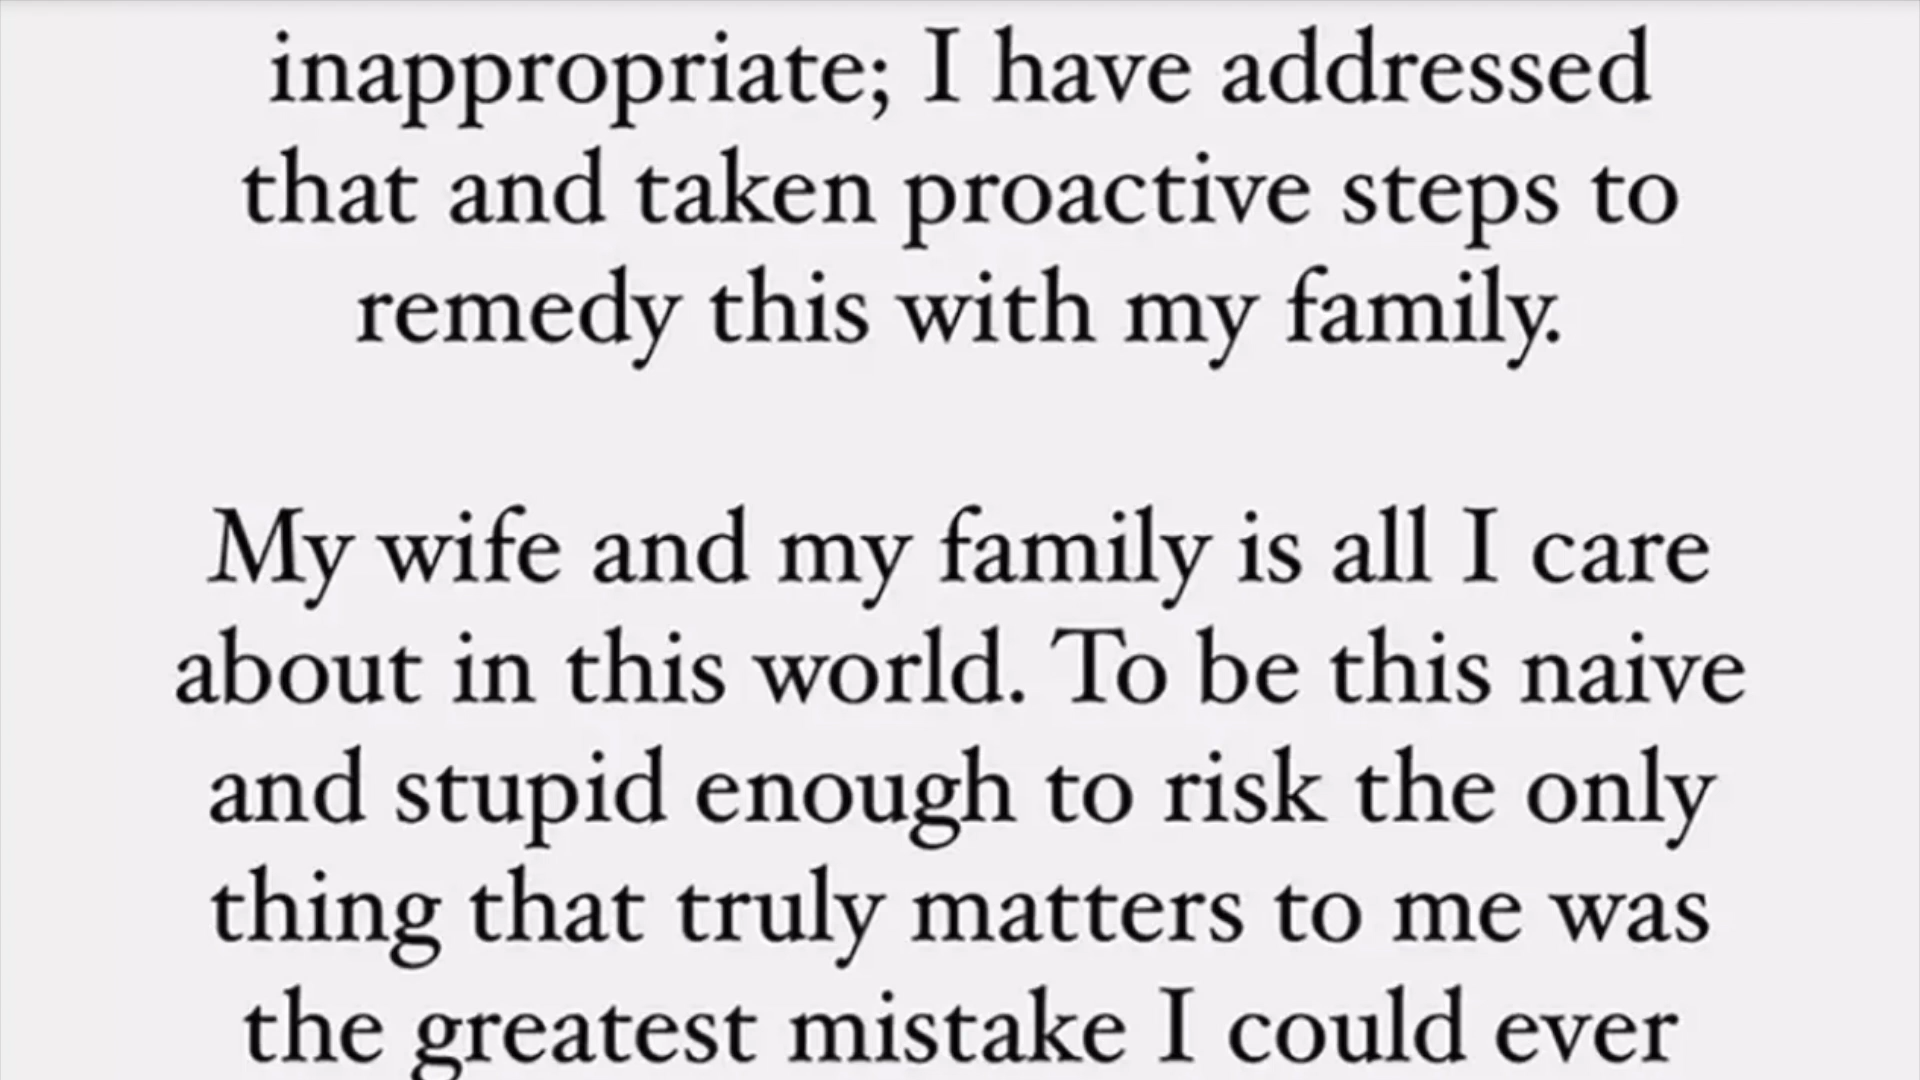 inappropriate; I have addressed
that and taken proactive steps to
remedy this with my family.
My wife and my family is all I care
about in this world. To be this naive
and stupid enough to risk the only
thing that truly matters to me was
the greatest mistake I could ever